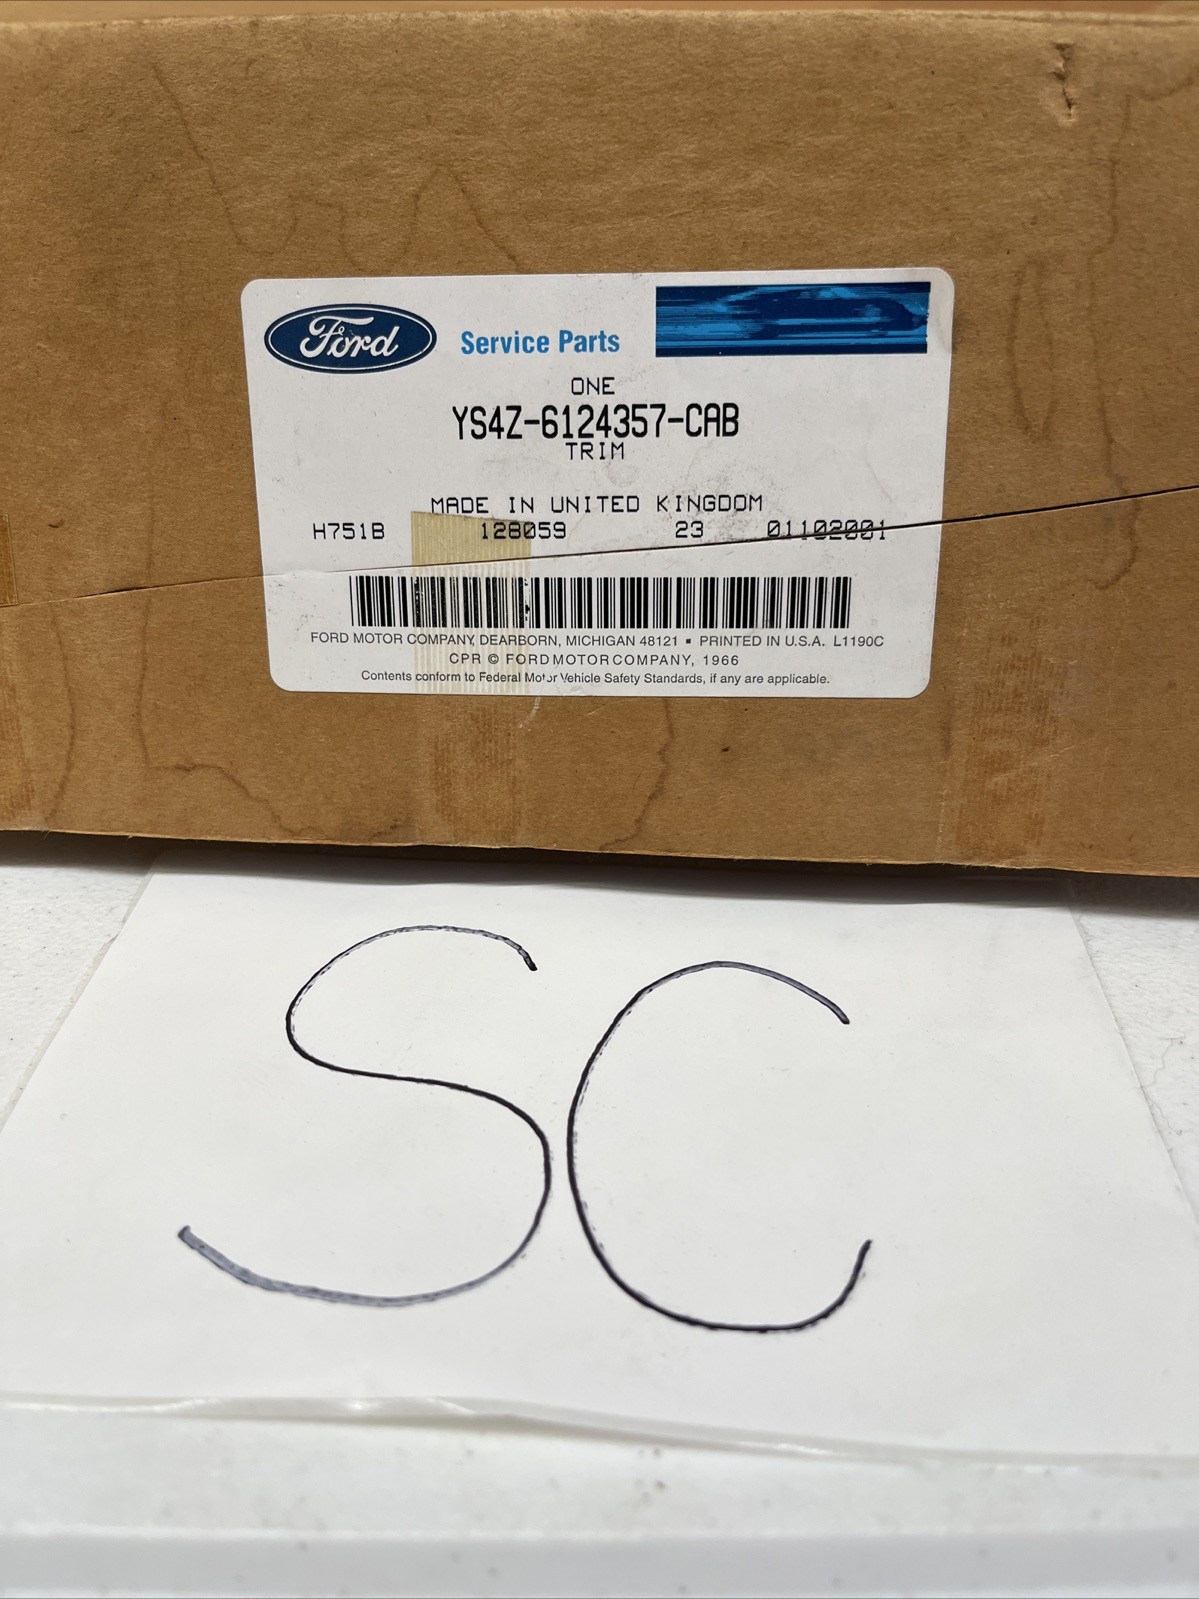 Ford Service Parts
ONE
YS4Z-6124357-CAB
TRIM
MADE IN UNITED KINGDOM
H751B 128059 23 01102001
FORD MOTOR COMPANY, DEARBORN, MICHIGAN 48121 ▪ PRINTED IN U.S.A. L1190C
CPR © FORD MOTOR COMPANY, 1966
Contents conform to Federal Motor Vehicle Safety Standards, if any are applicable.
SC